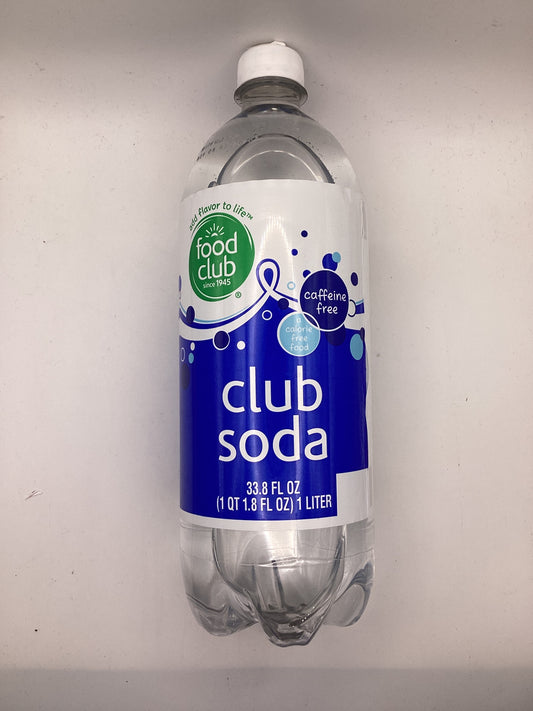 add flavor to life™
food
club
since 1945
®
caffeine
free
a
calorie
free
food
club
soda
33.8 FL OZ
(1 QT 1.8 FL OZ) 1 LITER